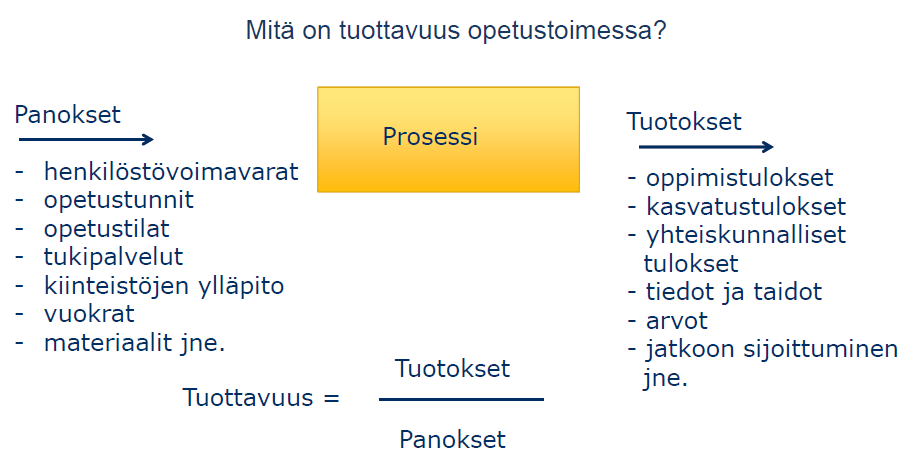 Mitä on tuottavuus opetustoimessa?
Panokset
- henkilöstövoimavarat
- opetustunnit
- opetustilat
- tukipalvelut
- kiinteistöjen ylläpito
- vuokrat
- materiaalit jne.
Prosessi
Tuotokset
- oppimistulokset
- kasvatustulokset
- yhteiskunnalliset
tulokset
- tiedot ja taidot
- arvot
- jatkoon sijoittuminen
jne.
Tuottavuus =
Tuotokset
Panokset